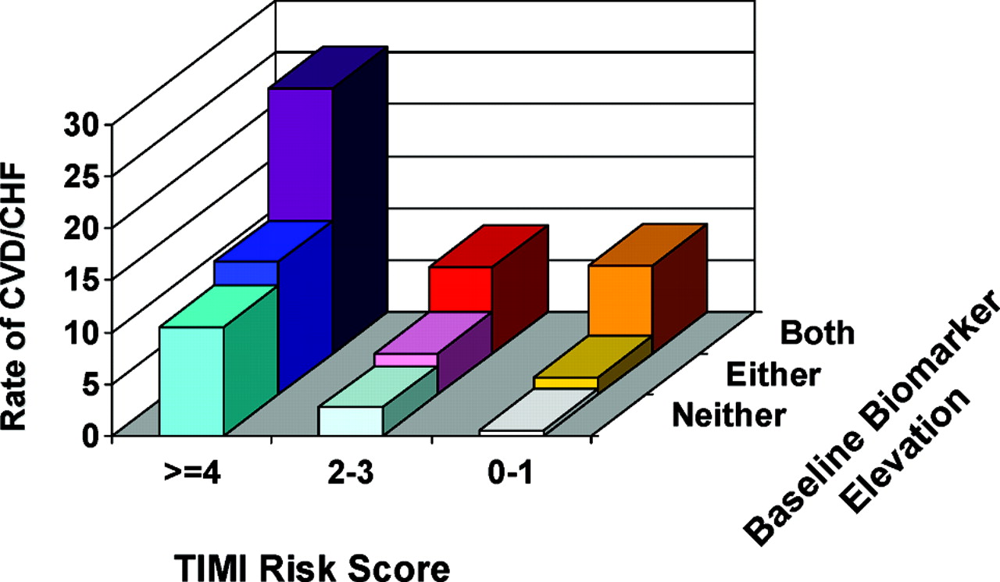 Rate of CVD/CHF
30
25
20
15
10
5
0
>=4 2-3 0-1
TIMI Risk Score
Both
Either
Neither
Baseline Biomarker
Elevation